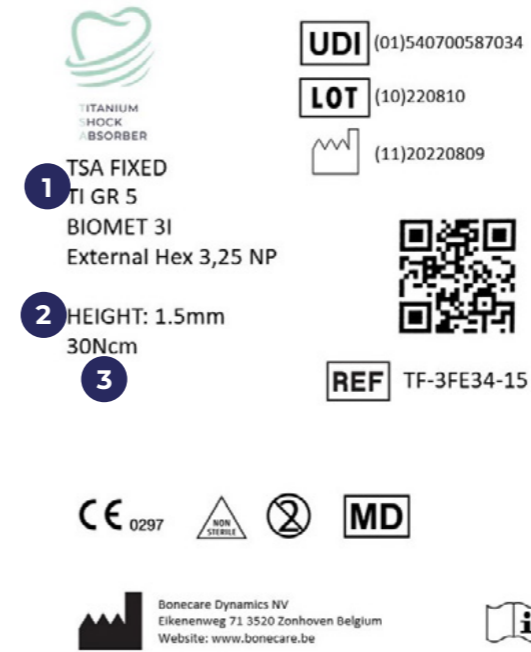 TITANIUM
SHOCK
ABSORBER
UDI (01)540700587034
LOT (10)220810
(11)20220809
1
TSA FIXED
TI GR 5
BIOMET 3I
External Hex 3,25 NP
2
HEIGHT: 1.5mm
30Ncm
3
REF TF-3FE34-15
CE 0297
NON
STERILE
2
MD
Bonecare Dynamics NV
Eikenenweg 71 3520 Zonhoven Belgium
Website: www.bonecare.be
i